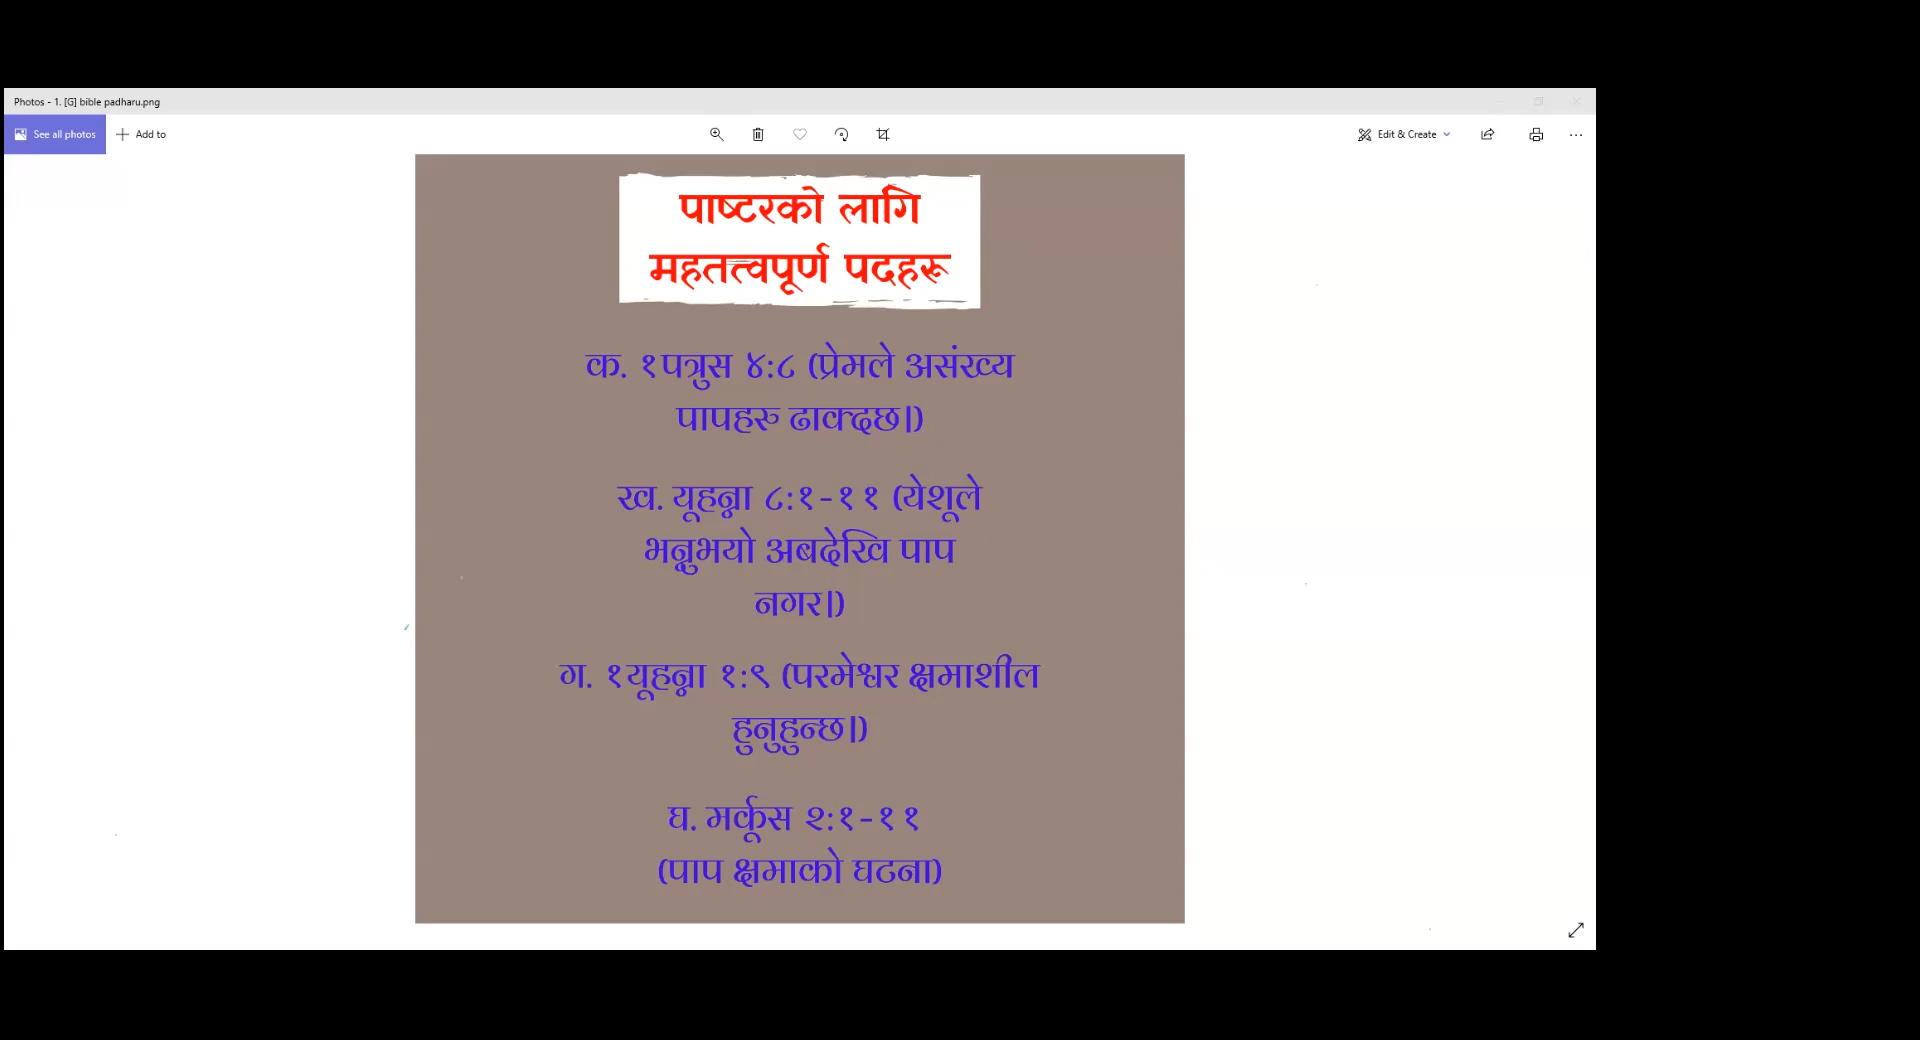 Photos - 1. [G] bible padharu.png
See all photos
Add to
Edit & Create
पाष्टरको लागि
महतत्त्वपूर्ण पदहरू
क. १पत्रुस ४:८ (प्रेमले असंख्य
पापहरु ढाक्दछ|)
ख. यूहन्ना ८:१-११ (येशूले
भन्नुभयो अबदेखि पाप
नगर|)
ग. १यूहन्ना १:९ (परमेश्वर क्षमाशील
हुनुहुन्छ|)
घ. मर्कूस २:१-११
(पाप क्षमाको घटना)